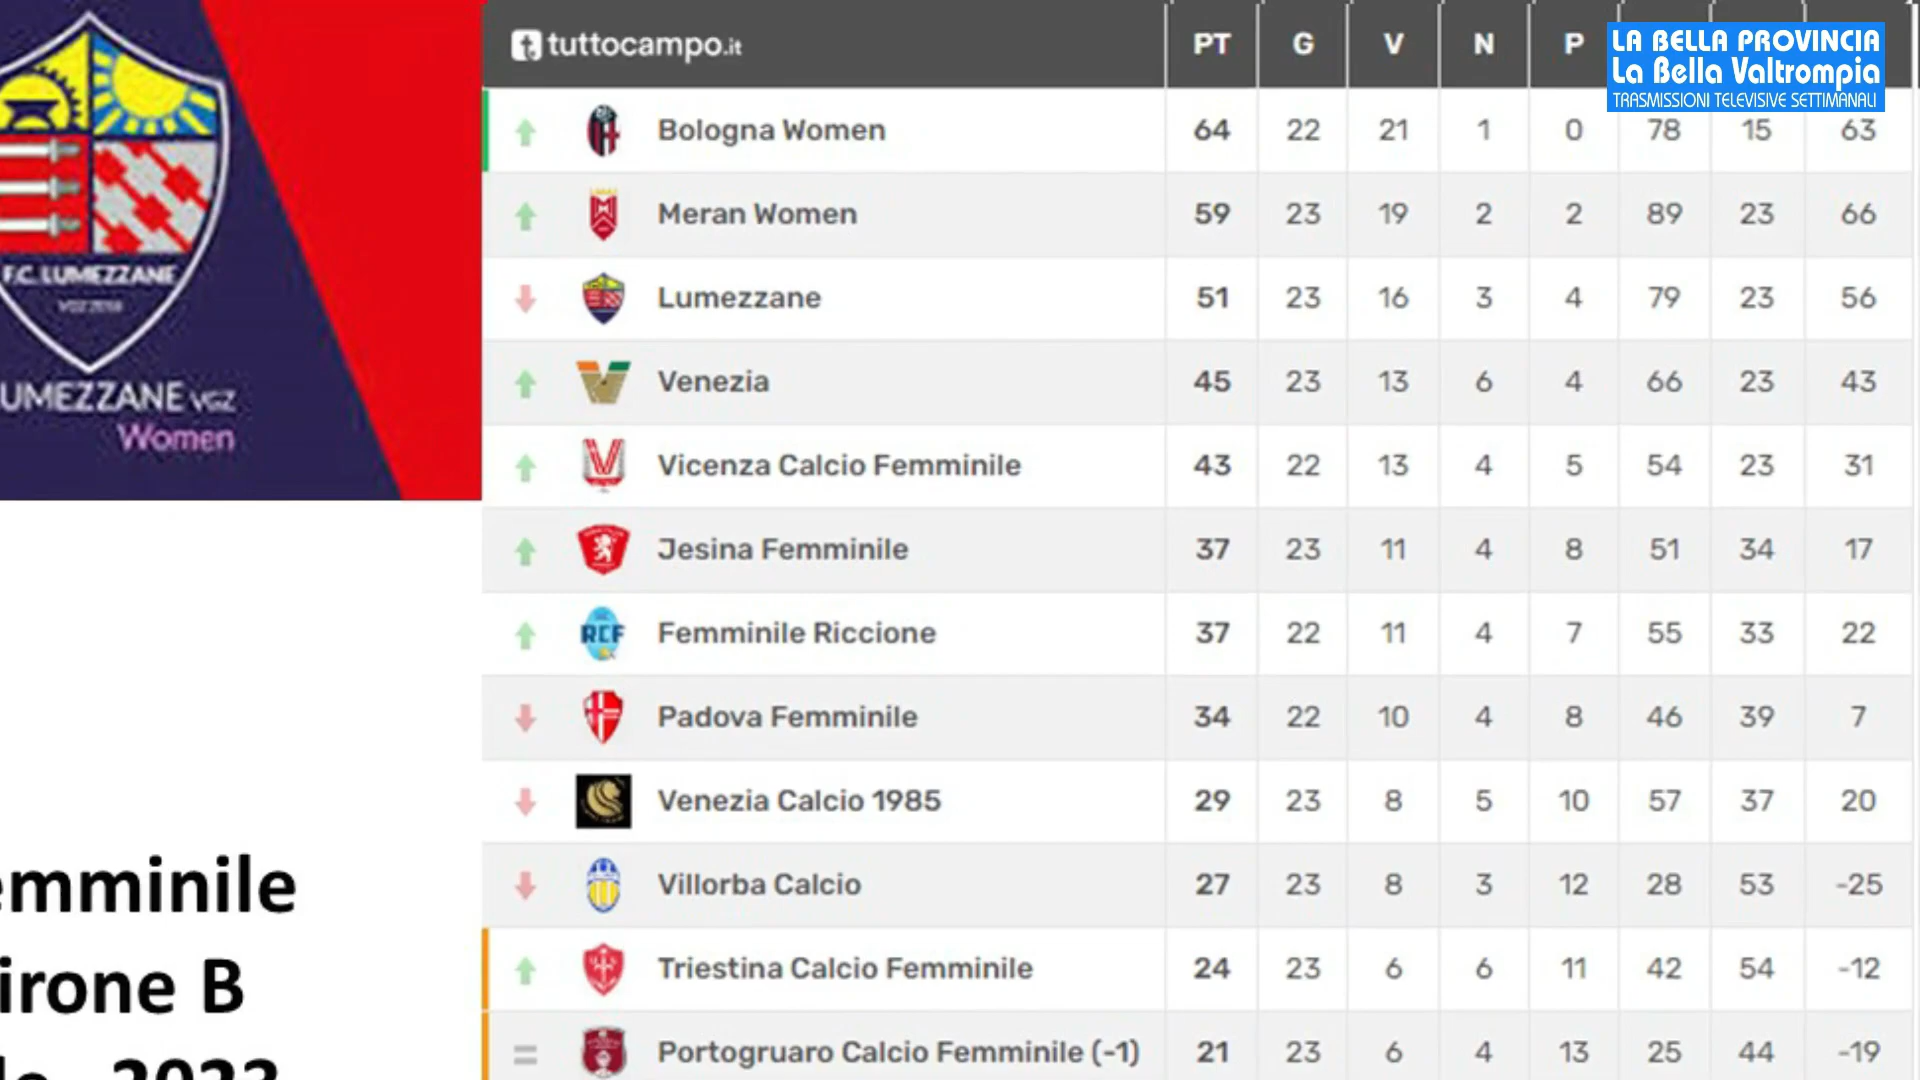 F.C. LUMEZZANE
UMEZZANE VGZ
Women
emminile
irone B
2023
tuttocampo.it PT G V N P
LA BELLA PROVINCIA
La Bella Valtrompia
TRASMISSIONI TELEVISIVE SETTIMANALI
Bologna Women 64 22 21 1 0 78 15 63
Meran Women 59 23 19 2 2 89 23 66
Lumezzane 51 23 16 3 4 79 23 56
Venezia 45 23 13 6 4 66 23 43
Vicenza Calcio Femminile 43 22 13 4 5 54 23 31
Jesina Femminile 37 23 11 4 8 51 34 17
RCF Femminile Riccione 37 22 11 4 7 55 33 22
Padova Femminile 34 22 10 4 8 46 39 7
Venezia Calcio 1985 29 23 8 5 10 57 37 20
Villorba Calcio 27 23 8 3 12 28 53 -25
Triestina Calcio Femminile 24 23 6 6 11 42 54 -12
Portogruaro Calcio Femminile (-1) 21 23 6 4 13 25 44 -19